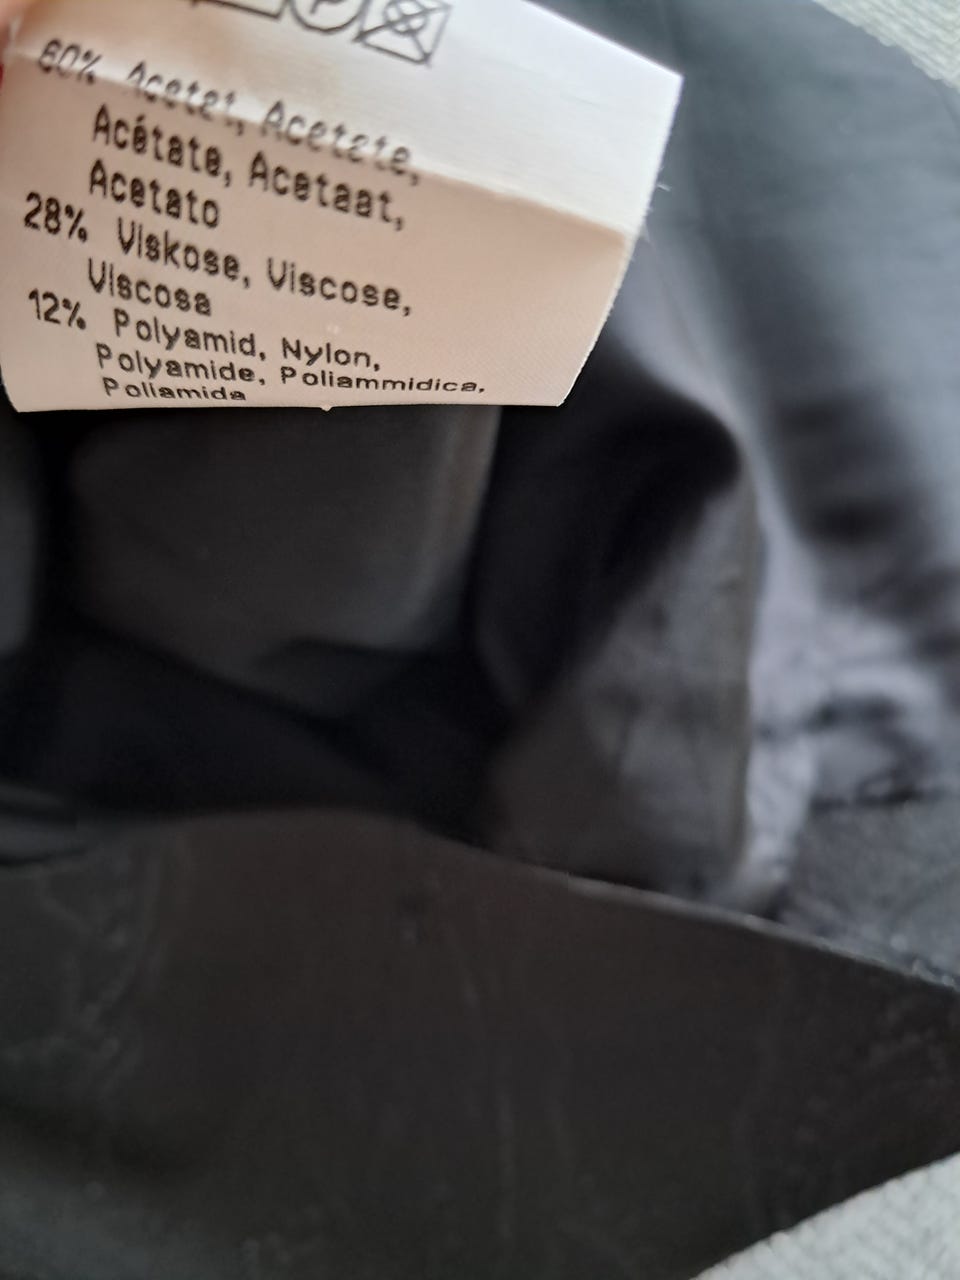 P
60% Acetat, Acetate,
Acétate, Acetaat,
Acetato
28% Viskose, Viscose,
Viscosa
12% Polyamid, Nylon,
Polyamide, Poliammidica,
Poliamida